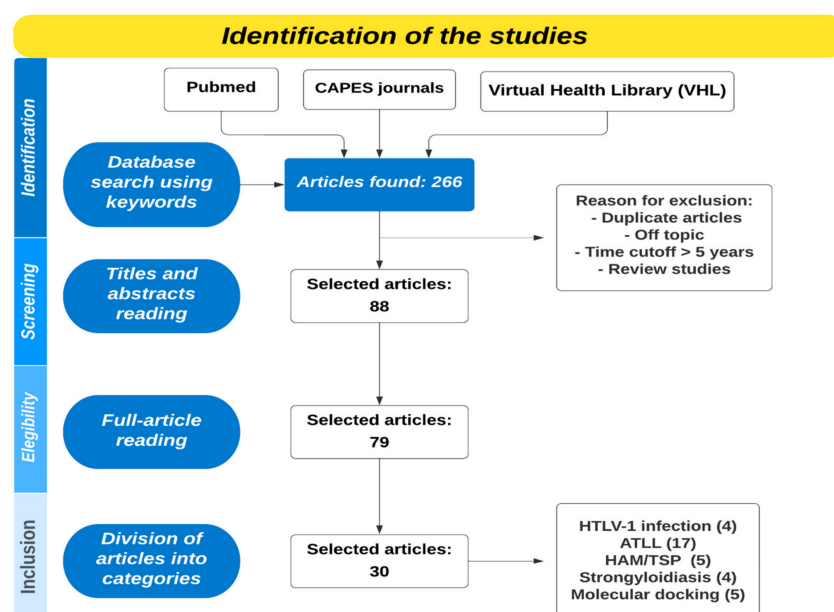 Identification of the studies
Identification
Pubmed
CAPES journals
Virtual Health Library (VHL)
Database
search using
keywords
Articles found: 266
Reason for exclusion:
- Duplicate articles
- Off topic
- Time cutoff > 5 years
- Review studies
Screening
Titles and
abstracts
reading
Selected articles:
88
Elegibility
Full-article
reading
Selected articles:
79
Inclusion
Division of
articles into
categories
Selected articles:
30
HTLV-1 infection (4)
ATLL (17)
HAM/TSP (5)
Strongyloidiasis (4)
Molecular docking (5)